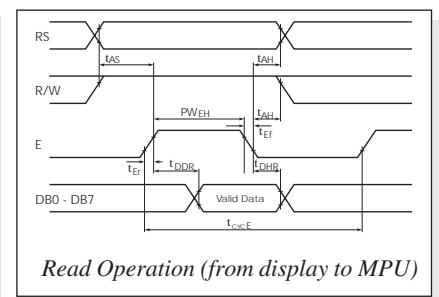 RS
tAS
tAH
R/W
PWEH
tAH
tEf
E
tEr
tDDR
tDHR
DB0 - DB7
Valid Data
tCYCE
Read Operation (from display to MPU)